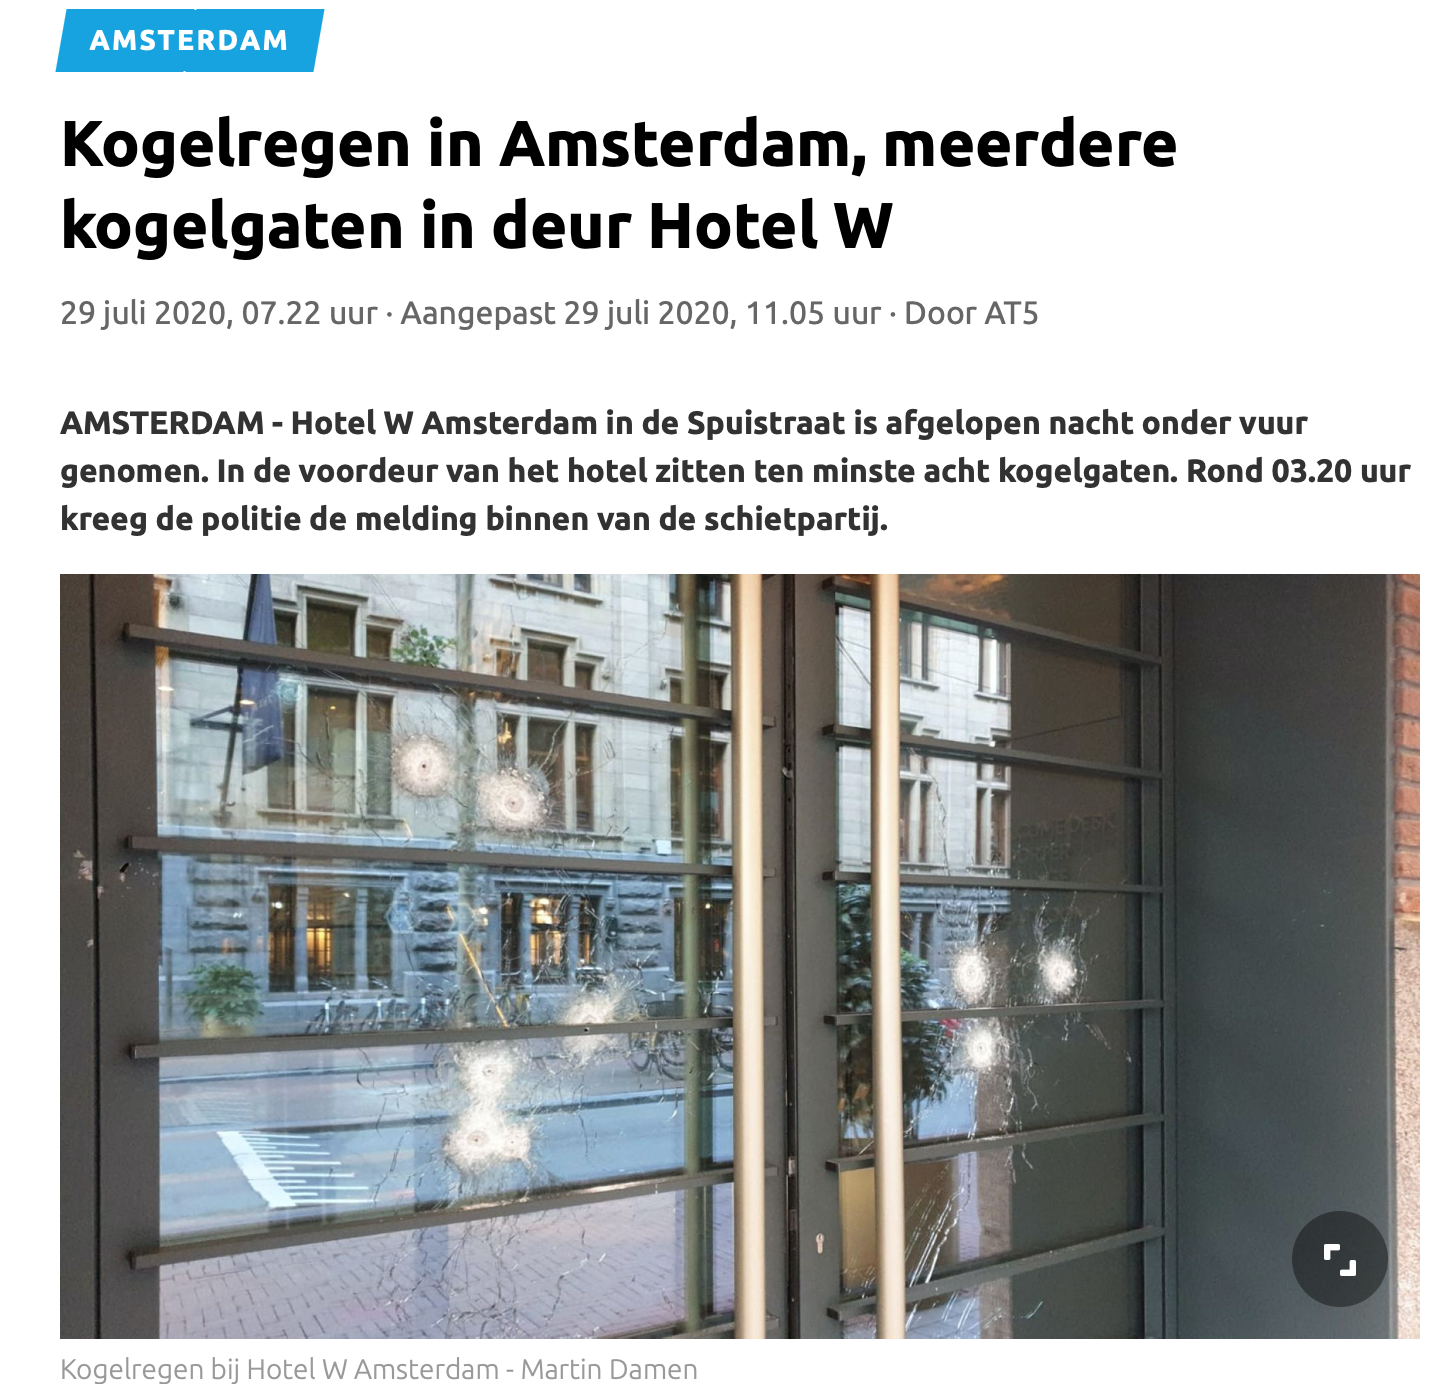 AMSTERDAM
Kogelregen in Amsterdam, meerdere
kogelgaten in deur Hotel W
29 juli 2020, 07.22 uur · Aangepast 29 juli 2020, 11.05 uur · Door AT5
AMSTERDAM - Hotel W Amsterdam in de Spuistraat is afgelopen nacht onder vuur
genomen. In de voordeur van het hotel zitten ten minste acht kogelgaten. Rond 03.20 uur
kreeg de politie de melding binnen van de schietpartij.
Kogelregen bij Hotel W Amsterdam - Martin Damen